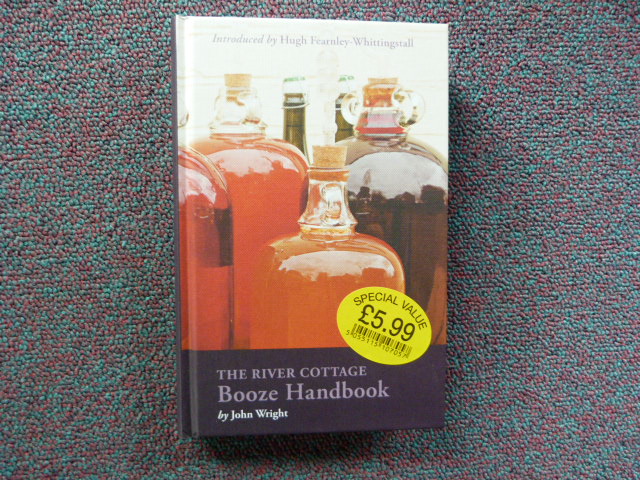 Introduced by Hugh Fearnley-Whittingstall
SPECIAL VALUE
£5.99
THE RIVER COTTAGE
Booze Handbook
by John Wright